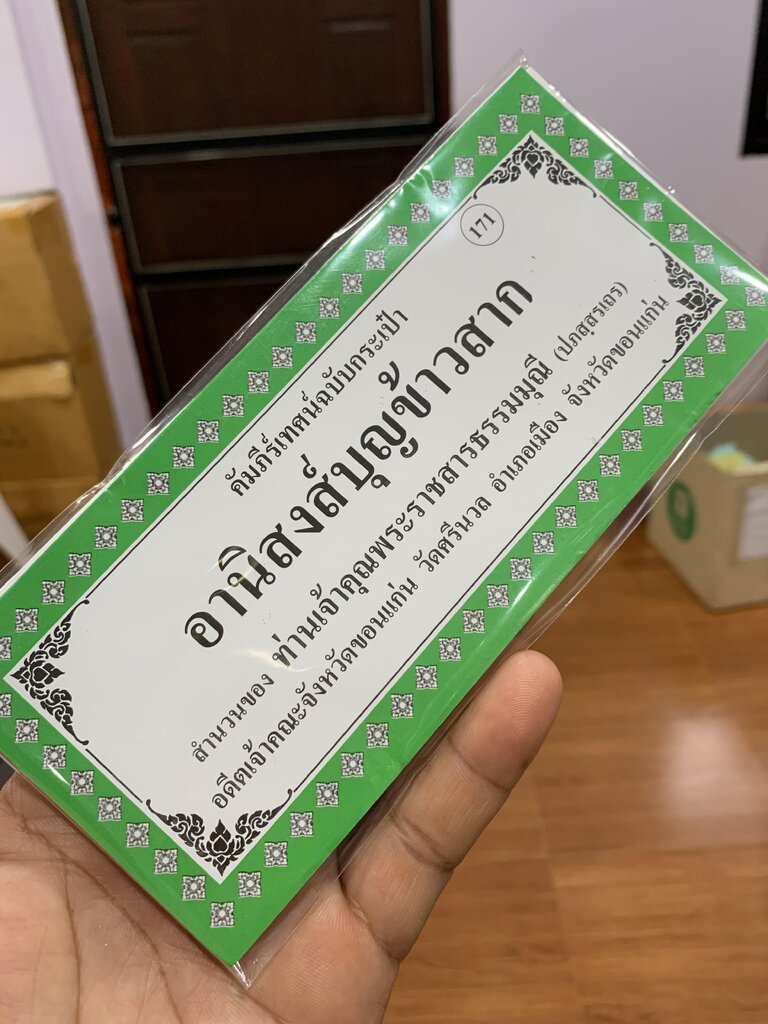 171
คัมภีร์เทศน์ฉบับกระเป๋า
อานิสงส์บุญข้าวสาก
สำนวนของ ท่านเจ้าคุณพระราชสารธรรมมุณี (ปภสฺสรเถร)
อดีตเจ้าคณะจังหวัดขอนแก่น วัดศรีนวล อำเภอเมือง จังหวัดขอนแก่น